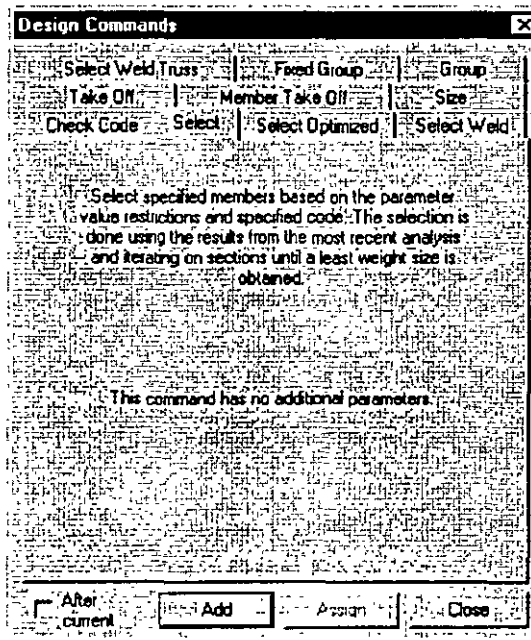 Design Commands
Select Weld Truss Fixed Group Group
Take Off Member Take Off Size
Check Code Select Select Optimized Select Weld
Select specified members based on the parameter
value restrictions and specified code. The selection is
done using the results from the most recent analysis
and iterating on sections until a least weight size is
obtained.
This command has no additional parameters.
After
current
Add Assign Close